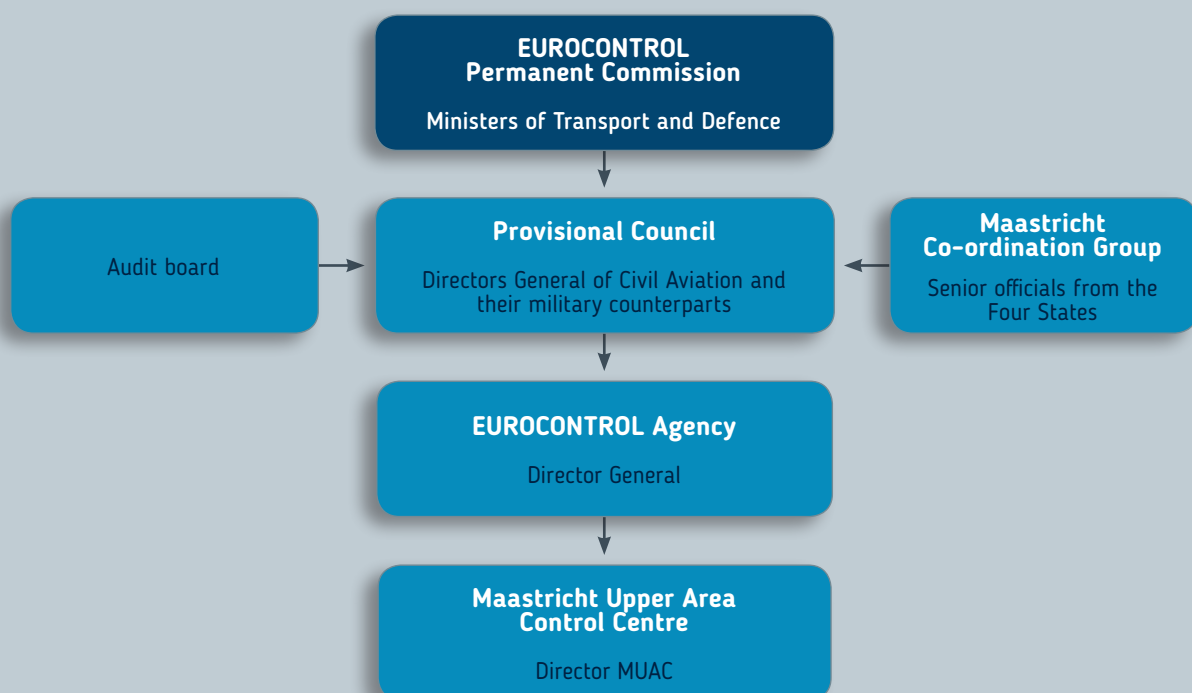 EUROCONTROL
Permanent Commission
Ministers of Transport and Defence
Audit board
Provisional Council
Directors General of Civil Aviation and
their military counterparts
Maastricht
Co-ordination Group
Senior officials from the
Four States
EUROCONTROL Agency
Director General
Maastricht Upper Area
Control Centre
Director MUAC